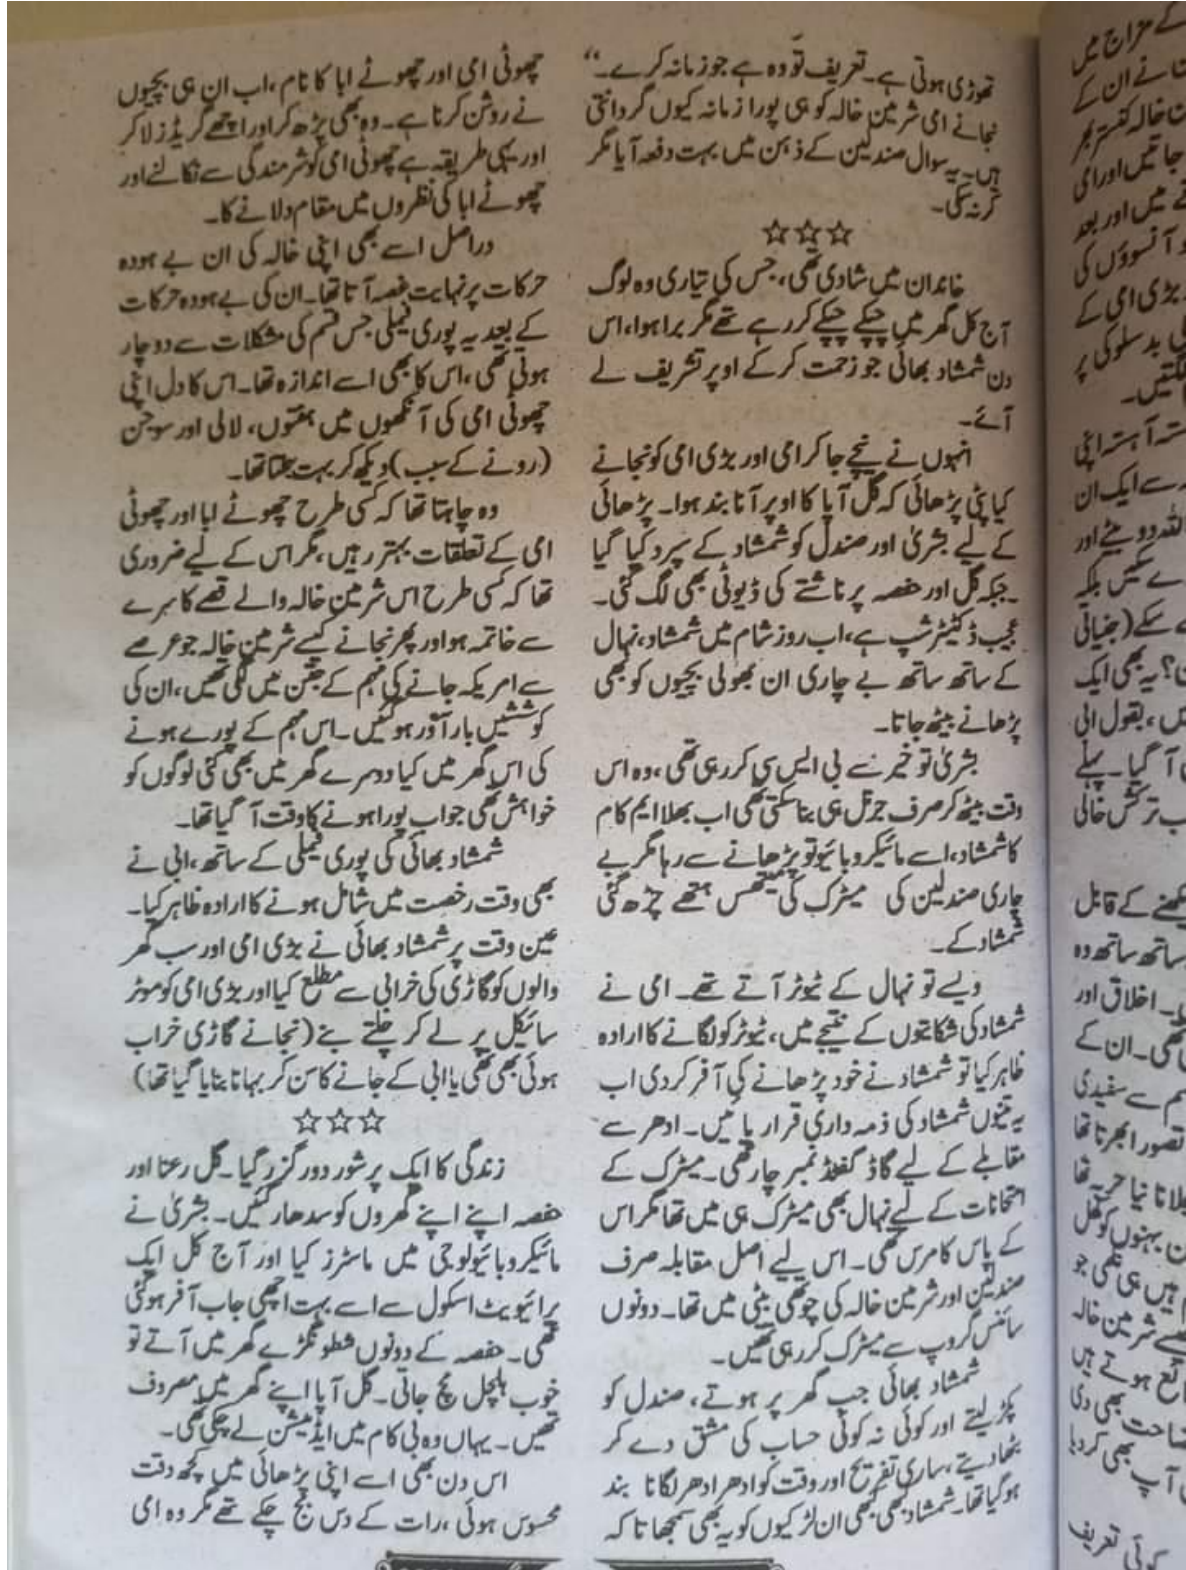 تھوڑی ہوتی ہے۔ تعریف تو وہ ہے جو زمانہ کرے۔“
نجانے امی شرمین خالہ کو ہی پورا زمانہ کیوں گردانتی
ہیں۔ یہ سوال صندلین کے ذہن میں بہت دفعہ آیا مگر
کر نہ سکی۔
☆☆☆
خاندان میں شادی تھی، جس کی تیاری وہ لوگ
آج کل گھر میں چپکے چپکے کر رہے تھے مگر برا ہوا، اس
دن شمشاد بھائی جو زحمت کر کے اوپر تشریف لے
آئے۔
انہوں نے نیچے جا کر امی اور بڑی امی کو نجانے
کیا پٹی پڑھائی کہ گل آپا کا اوپر آنا بند ہوا۔ پڑھائی
کے لیے بشریٰ اور صندل کو شمشاد کے سپرد کیا گیا
۔جبکہ گل اور حفصہ پر ناشتے کی ڈیوٹی بھی لگ گئی۔
عجیب ڈکٹیٹر شپ ہے، اب روز شام میں شمشاد، نہال
کے ساتھ ساتھ بے چاری ان بھولی بچیوں کو بھی
پڑھانے بیٹھ جاتا۔
بشریٰ تو خیر سے بی ایس سی کر رہی تھی، وہ اس
وقت بیٹھ کر صرف جرنل ہی بنا سکتی تھی اب بھلا ایم کام
کا شمشاد، اسے مائیکرو بائیو تو پڑھانے سے رہا مگر بے
چاری صندلین کی میٹرک کی میتھس ہتھے چڑھ گئی
شمشاد کے۔
ویسے تو نہال کے ٹیوٹر آتے تھے۔ امی نے
شمشاد کی شکایتوں کے نتیجے میں، ٹیوٹر کو لگانے کا ارادہ
ظاہر کیا تو شمشاد نے خود پڑھانے کی آفر کر دی اب
یہ تینوں شمشاد کی ذمہ داری قرار پائیں۔ ادھر سے
مقابلے کے لیے گاڈ گفٹڈ نمبر چار تھی۔ میٹرک کے
امتحانات کے لیے نہال بھی میٹرک ہی میں تھا مگر اس
کے پاس کامرس تھی۔ اس لیے اصل مقابلہ صرف
صندلین اور شرمین خالہ کی چوتھی بیٹی میں تھا۔ دونوں
سائنس گروپ سے میٹرک کر رہی تھیں۔
شمشاد بھائی جب گھر پر ہوتے، صندل کو
پکڑ لیتے اور کوئی نہ کوئی حساب کی مشق دے کر
بٹھا دیتے، ساری تفریح اور وقت کو ادھر ادھر لگانا بند
ہو گیا تھا۔ شمشاد بھی کبھی ان لڑکیوں کو یہ بھی سمجھاتا کہ
چھوٹی امی اور چھوٹے ابا کا نام، اب ان ہی بچیوں
نے روشن کرنا ہے۔ وہ بھی پڑھ کر اور اچھے گریڈز لا کر
اور یہی طریقہ ہے چھوٹی امی کو شرمندگی سے نکالنے اور
چھوٹے ابا کی نظروں میں مقام دلانے کا۔
دراصل اسے بھی اپنی خالہ کی ان بے ہودہ
حرکات پر نہایت غصہ آتا تھا۔ ان کی بے ہودہ حرکات
کے بعد یہ پوری فیملی جس قسم کی مشکلات سے دوچار
ہوتی تھی، اس کا بھی اسے اندازہ تھا۔ اس کا دل اپنی
چھوٹی امی کی آنکھوں میں ہفتوں، لالی اور سوجن
(رونے کے سبب) دیکھ کر بہت جلتا تھا۔
وہ چاہتا تھا کہ کسی طرح چھوٹے ابا اور چھوٹی
امی کے تعلقات بہتر رہیں، مگر اس کے لیے ضروری
تھا کہ کسی طرح اس شرمین خالہ والے قصے کا سرے
سے خاتمہ ہو اور پھر نجانے کیسے شرمین خالہ جو عرصے
سے امریکہ جانے کی مہم کے جتن میں لگی تھیں، ان کی
کوششیں بار آور ہو گئیں۔ اس مہم کے پورے ہونے
کی اس گھر میں کیا دوسرے گھر میں بھی کئی لوگوں کو
خواہش تھی جو اب پورا ہونے کا وقت آ گیا تھا۔
شمشاد بھائی کی پوری فیملی کے ساتھ، ابی نے
بھی وقت رخصت میں شامل ہونے کا ارادہ ظاہر کیا۔
عین وقت پر شمشاد بھائی نے بڑی امی اور سب گھر
والوں کو گاڑی کی خرابی سے مطلع کیا اور بڑی امی کو موٹر
سائیکل پر لے کر چلتے بنے (نجانے گاڑی خراب
ہوئی بھی تھی یا ابی کے جانے کا سن کر بہانا بنایا گیا تھا)
☆☆☆
زندگی کا ایک پرشور دور گزر گیا۔ گل رعنا اور
حفصہ اپنے اپنے گھروں کو سدھار گئیں۔ بشریٰ نے
مائیکرو بائیولوجی میں ماسٹرز کیا اور آج کل ایک
پرائیویٹ اسکول سے اسے بہت اچھی جاب آفر ہوئی
تھی۔ حفصہ کے دونوں شطونگڑے گھر میں آتے تو
خوب ہلچل مچ جاتی۔ گل آپا اپنے گھر میں مصروف
تھیں۔ یہاں وہ بی کام میں ایڈمیشن لے چکی تھی۔
اس دن بھی اسے اپنی پڑھائی میں کچھ دقت
محسوس ہوئی، رات کے دس بج چکے تھے مگر وہ امی